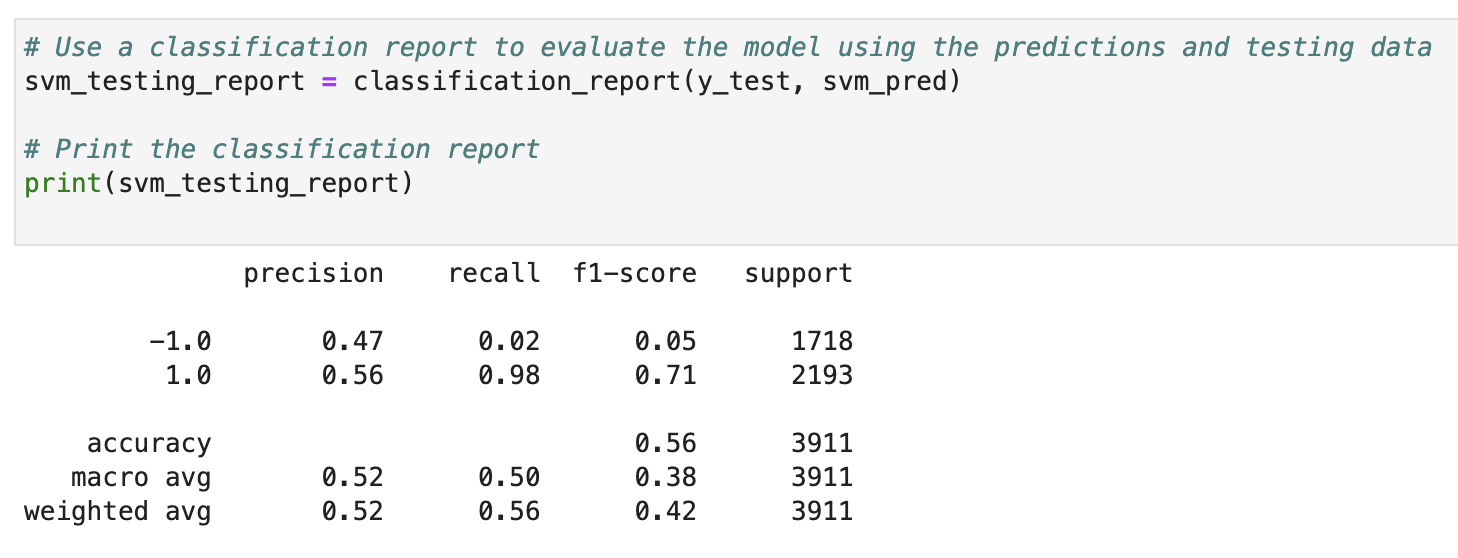 # Use a classification report to evaluate the model using the predictions and testing data
svm_testing_report = classification_report(y_test, svm_pred)
# Print the classification report
print(svm_testing_report)
precision recall f1-score support
-1.0 0.47 0.02 0.05 1718
1.0 0.56 0.98 0.71 2193
accuracy 0.56 3911
macro avg 0.52 0.50 0.38 3911
weighted avg 0.52 0.56 0.42 3911